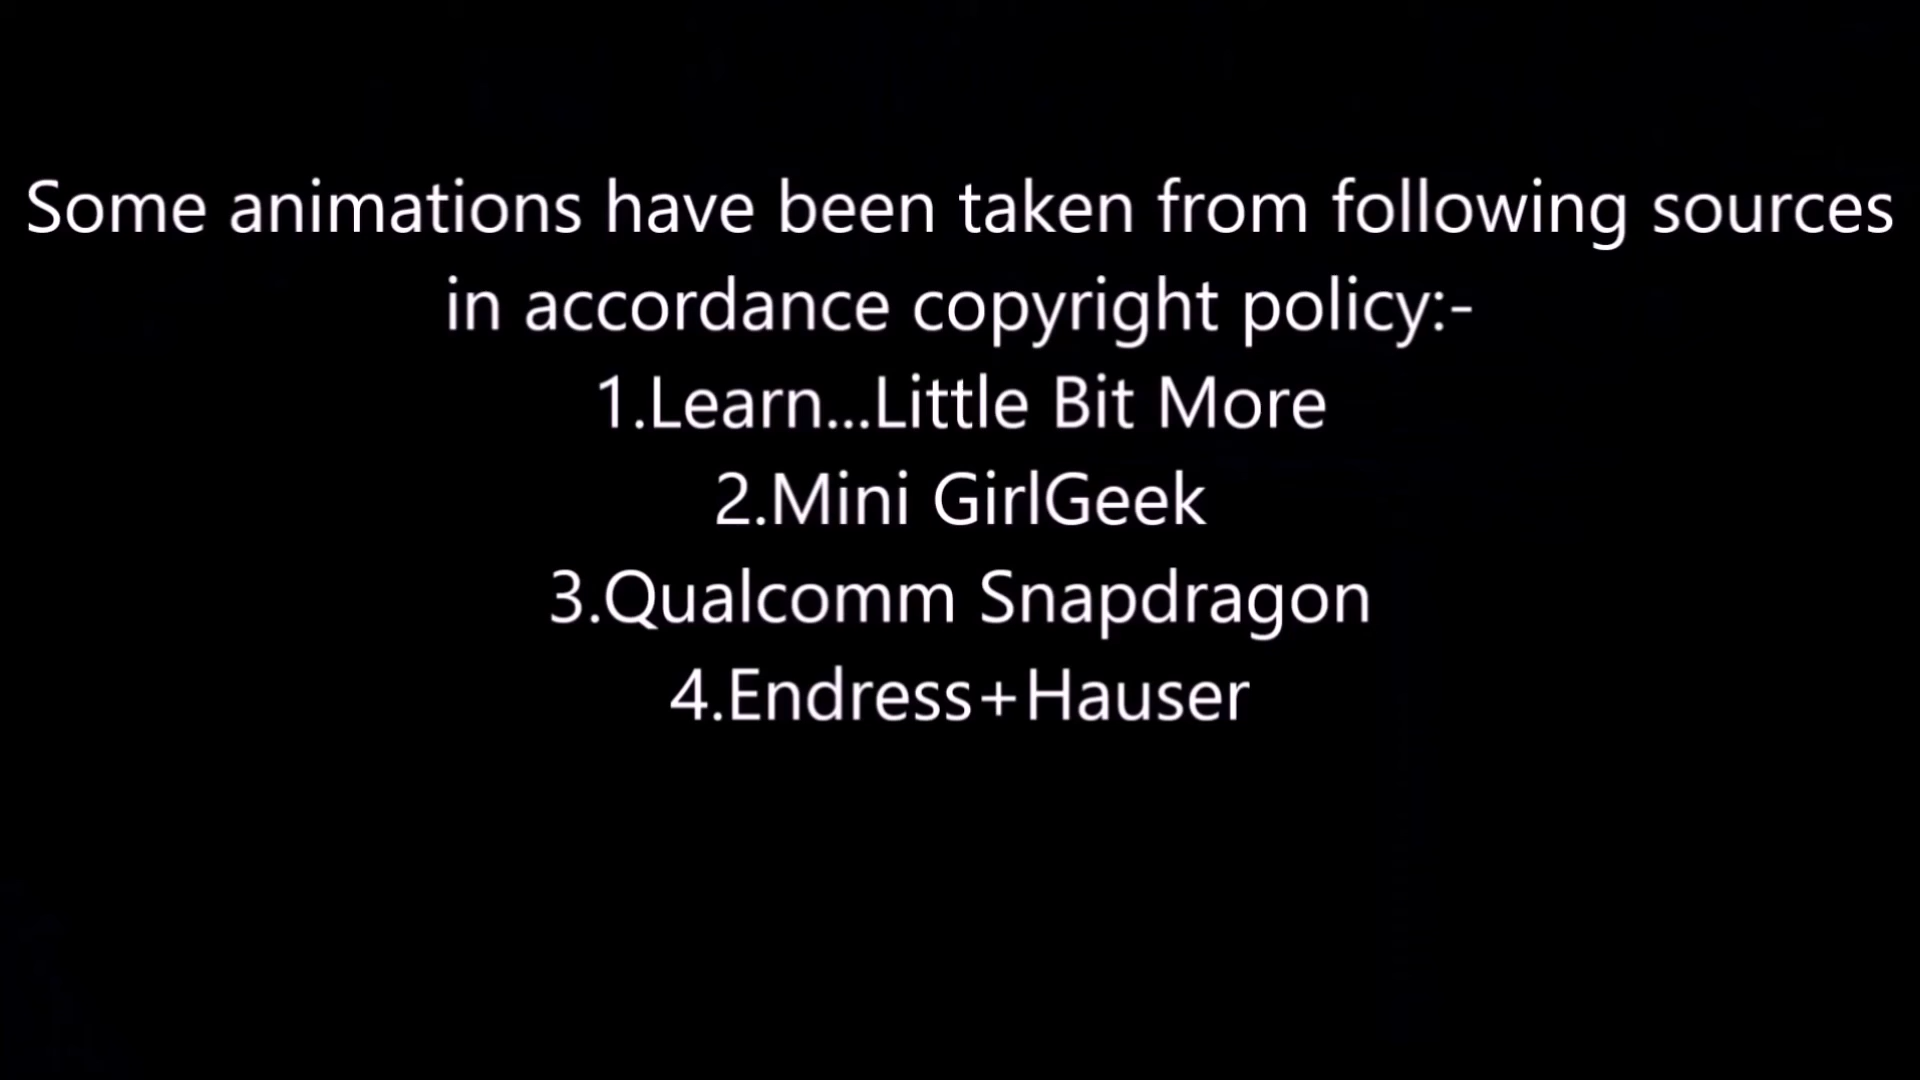 Some animations have been taken from following sources
in accordance copyright policy:-
1.Learn...Little Bit More
2.Mini GirlGeek
3.Qualcomm Snapdragon
4.Endress+Hauser